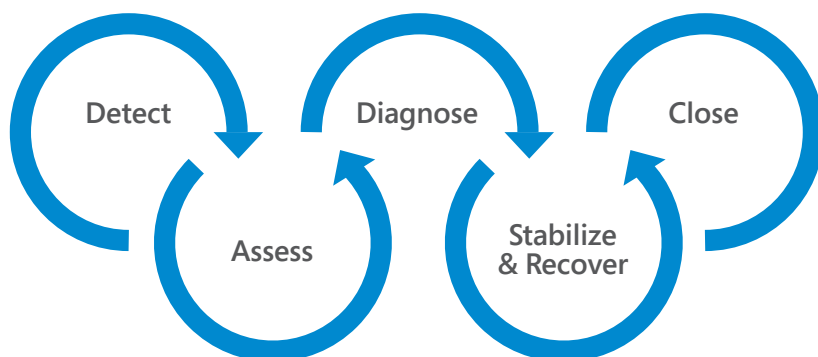 Detect
Assess
Diagnose
Stabilize
& Recover
Close